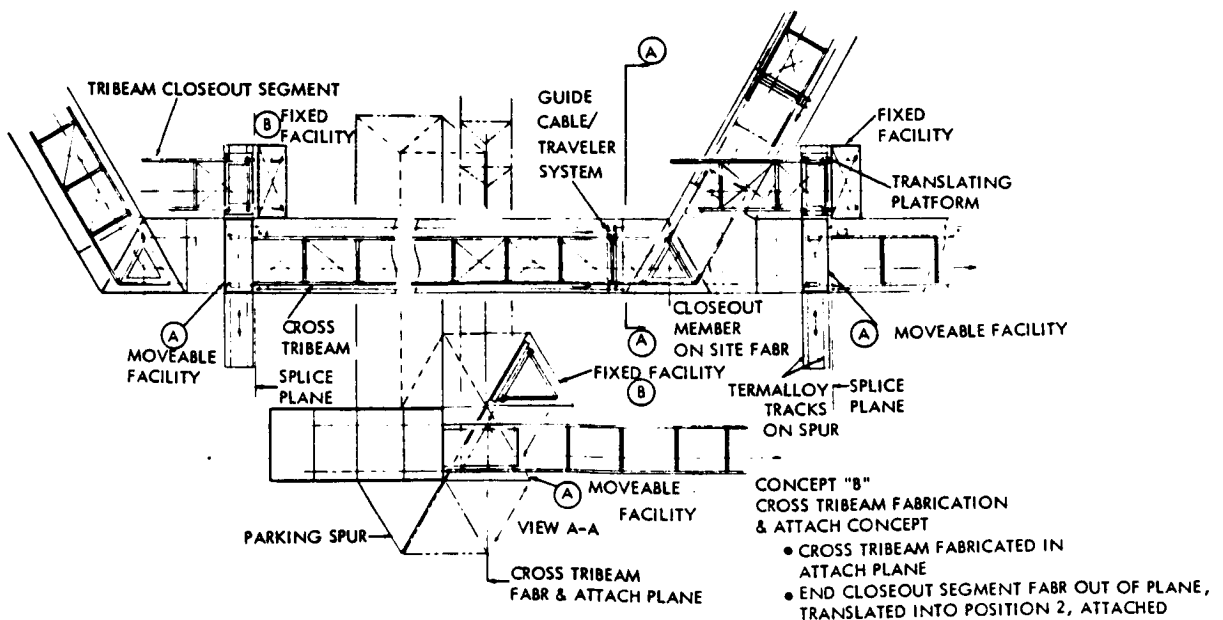 A
TRIBEAM CLOSEOUT SEGMENT
B FIXED
FACILITY
GUIDE
CABLE/
TRAVELER
SYSTEM
FIXED
FACILITY
TRANSLATING
PLATFORM
A
MOVEABLE
FACILITY
CROSS
TRIBEAM
SPLICE
PLANE
A
CLOSEOUT
MEMBER
ON SITE FABR
A MOVEABLE FACILITY
FIXED FACILITY
B
TERMALLOY
TRACKS
ON SPUR
SPLICE
PLANE
A MOVEABLE
FACILITY
VIEW A-A
PARKING SPUR
CROSS TRIBEAM
FABR & ATTACH PLANE
CONCEPT "B"
CROSS TRIBEAM FABRICATION
& ATTACH CONCEPT
• CROSS TRIBEAM FABRICATED IN
ATTACH PLANE
• END CLOSEOUT SEGMENT FABR OUT OF PLANE,
TRANSLATED INTO POSITION 2, ATTACHED